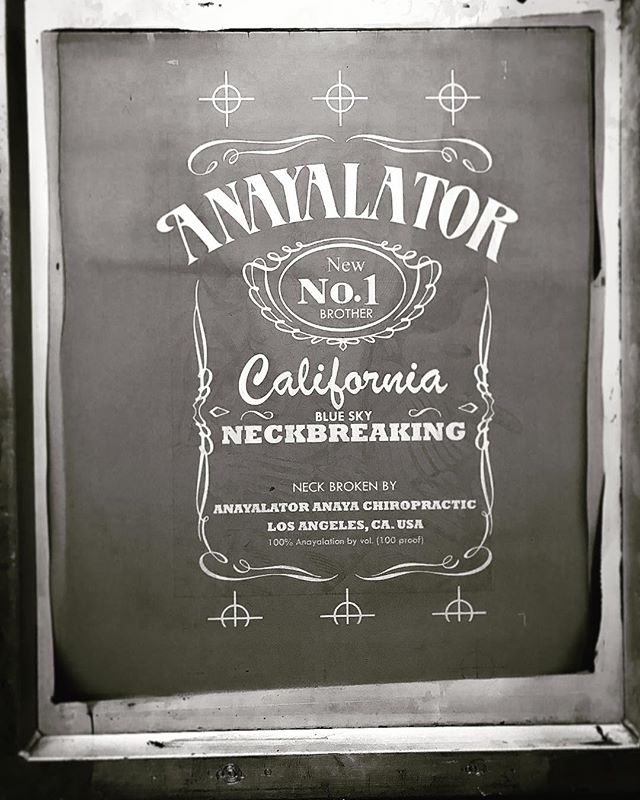 ANAYALATOR
New
No.1
BROTHER
California
BLUE SKY
NECKBREAKING
NECK BROKEN BY
ANAYALATOR ANAYA CHIROPRACTIC
LOS ANGELES, CA. USA
100% Anayalation by vol. (100 proof)